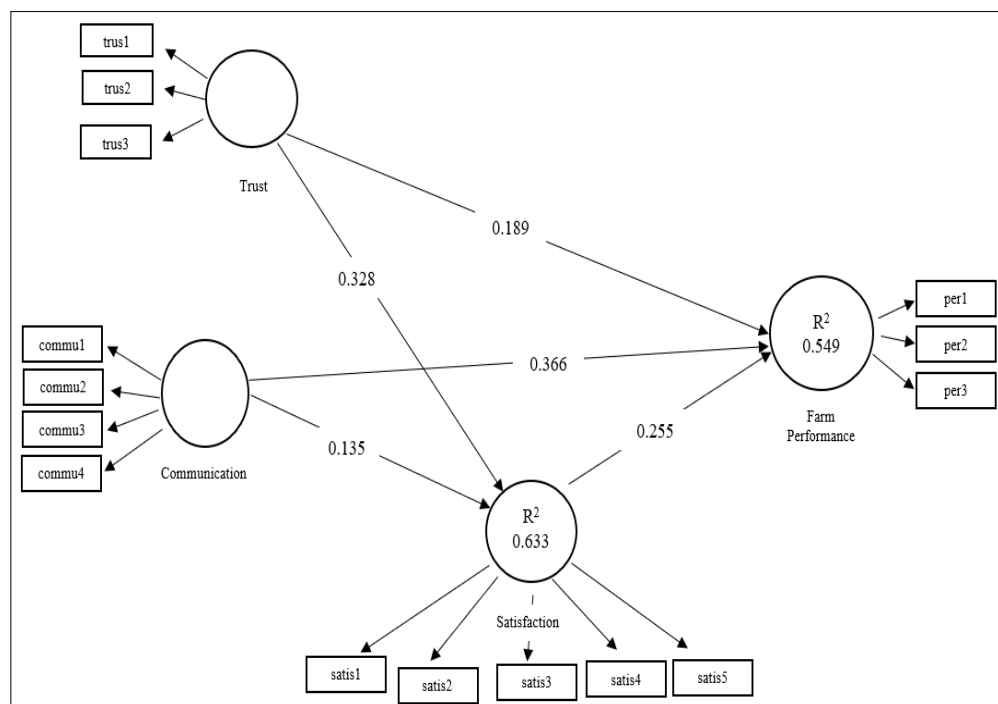 trus1
trus2
trus3
Trust
0.189
0.328
commu1
commu2
commu3
commu4
Communication
0.366
0.135
0.255
R²
0.549
Farm
Performance
per1
per2
per3
R²
0.633
Satisfaction
satis1
satis2
satis3
satis4
satis5